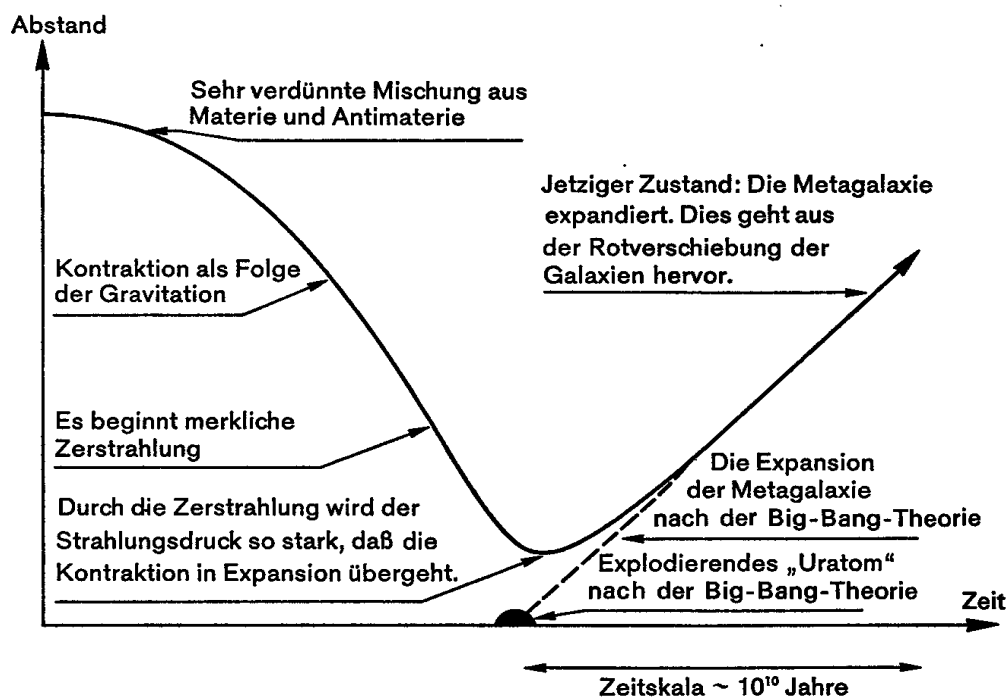 Abstand
Sehr verdünnte Mischung aus
Materie und Antimaterie
Jetziger Zustand: Die Metagalaxie
expandiert. Dies geht aus
der Rotverschiebung der
Galaxien hervor.
Kontraktion als Folge
der Gravitation
Es beginnt merkliche
Zerstrahlung
Durch die Zerstrahlung wird der
Strahlungsdruck so stark, daß die
Kontraktion in Expansion übergeht.
Die Expansion
der Metagalaxie
nach der Big-Bang-Theorie
Explodierendes „Uratom“
nach der Big-Bang-Theorie
Zeit
Zeitskala ~ 10¹⁰ Jahre